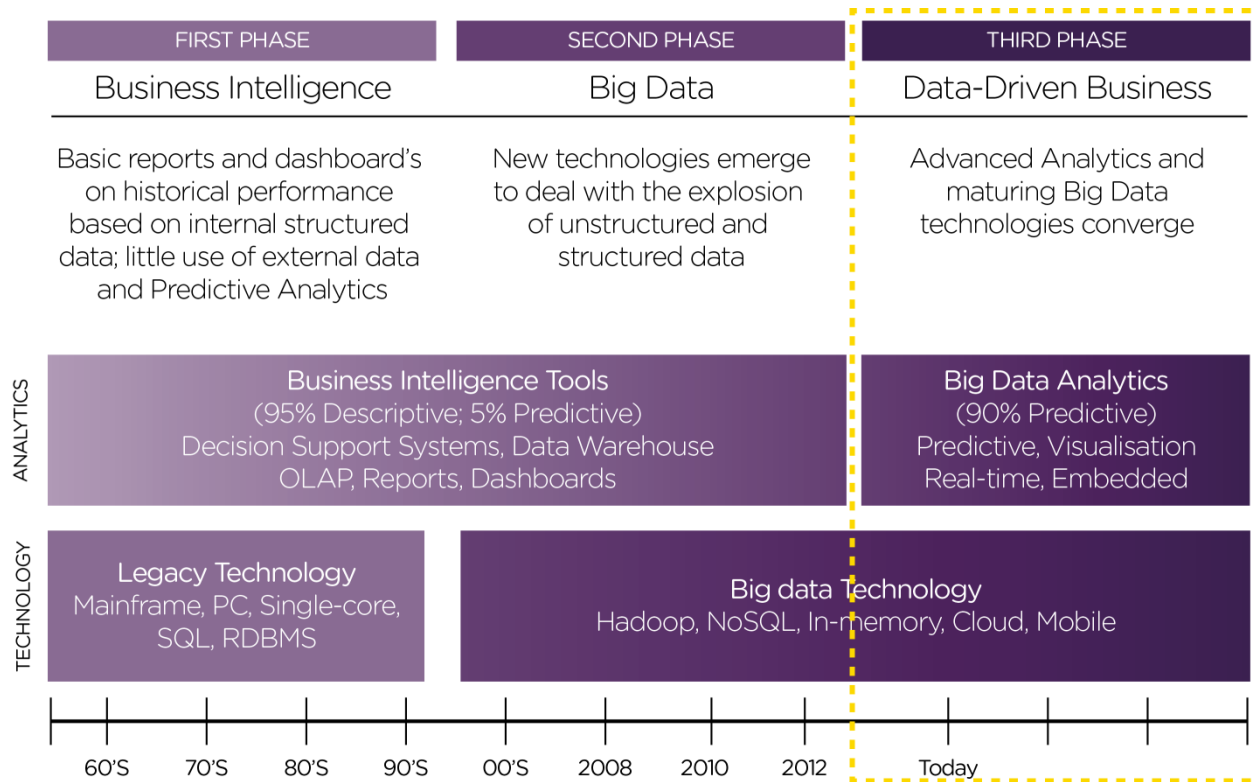 FIRST PHASE
Business Intelligence
Basic reports and dashboard's
on historical performance
based on internal structured
data; little use of external data
and Predictive Analytics
SECOND PHASE
Big Data
New technologies emerge
to deal with the explosion
of unstructured and
structured data
THIRD PHASE
Data-Driven Business
Advanced Analytics and
maturing Big Data
technologies converge
ANALYTICS
Business Intelligence Tools
(95% Descriptive; 5% Predictive)
Decision Support Systems, Data Warehouse
OLAP, Reports, Dashboards
Big Data Analytics
(90% Predictive)
Predictive, Visualisation
Real-time, Embedded
TECHNOLOGY
Legacy Technology
Mainframe, PC, Single-core,
SQL, RDBMS
Big data Technology
Hadoop, NoSQL, In-memory, Cloud, Mobile
60'S 70'S 80'S 90'S 00'S 2008 2010 2012 Today